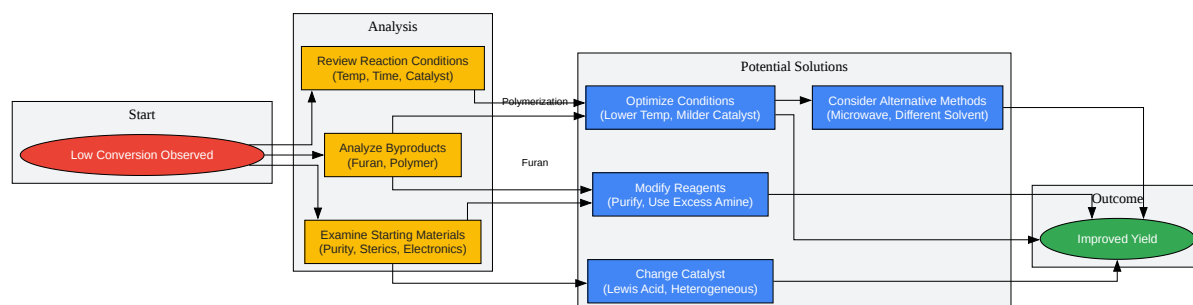 Analysis
Review Reaction Conditions
(Temp, Time, Catalyst)
Potential Solutions
Polymerization
Optimize Conditions
(Lower Temp, Milder Catalyst)
Consider Alternative Methods
(Microwave, Different Solvent)
Start
Low Conversion Observed
Analyze Byproducts
(Furan, Polymer)
Furan
Modify Reagents
(Purify, Use Excess Amine)
Outcome
Improved Yield
Examine Starting Materials
(Purity, Sterics, Electronics)
Change Catalyst
(Lewis Acid, Heterogeneous)